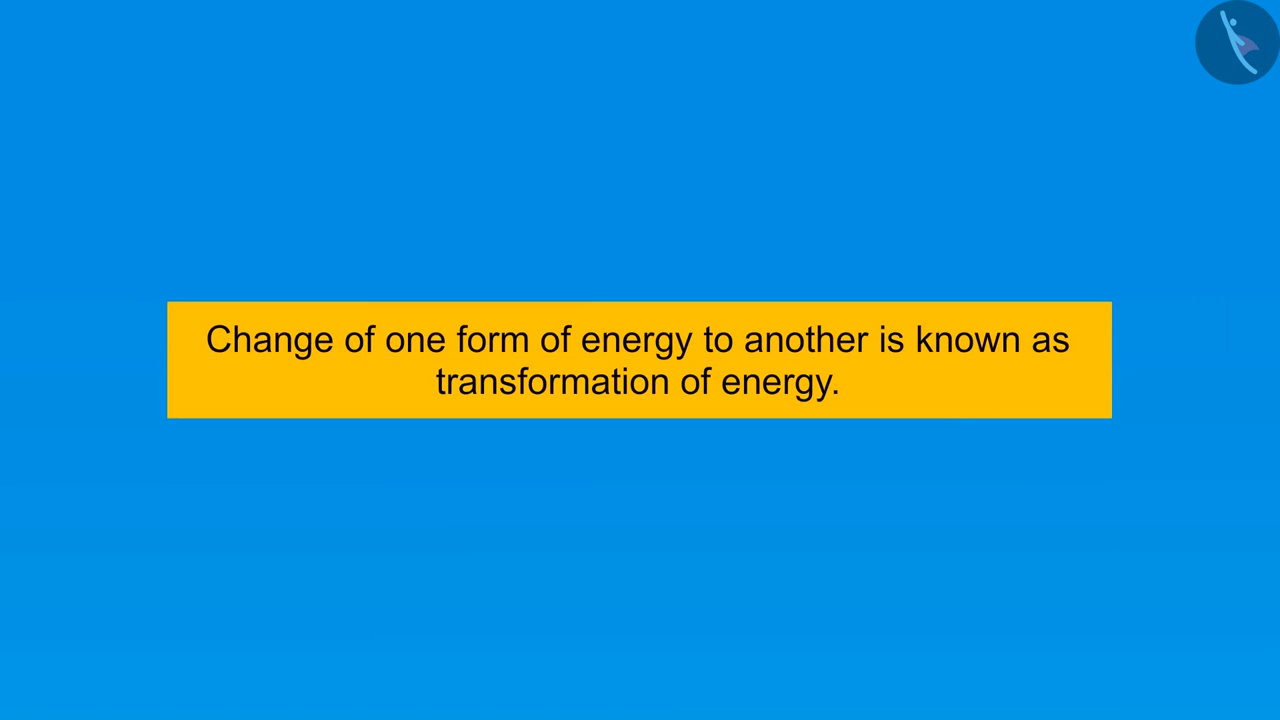 Change of one form of energy to another is known as
transformation of energy.